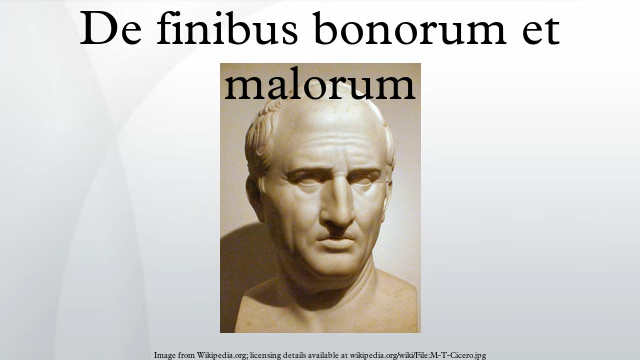 De finibus bonorum et
malorum
Image from Wikipedia.org; licensing details available at wikipedia.org/wiki/File:M-T-Cicero.jpg